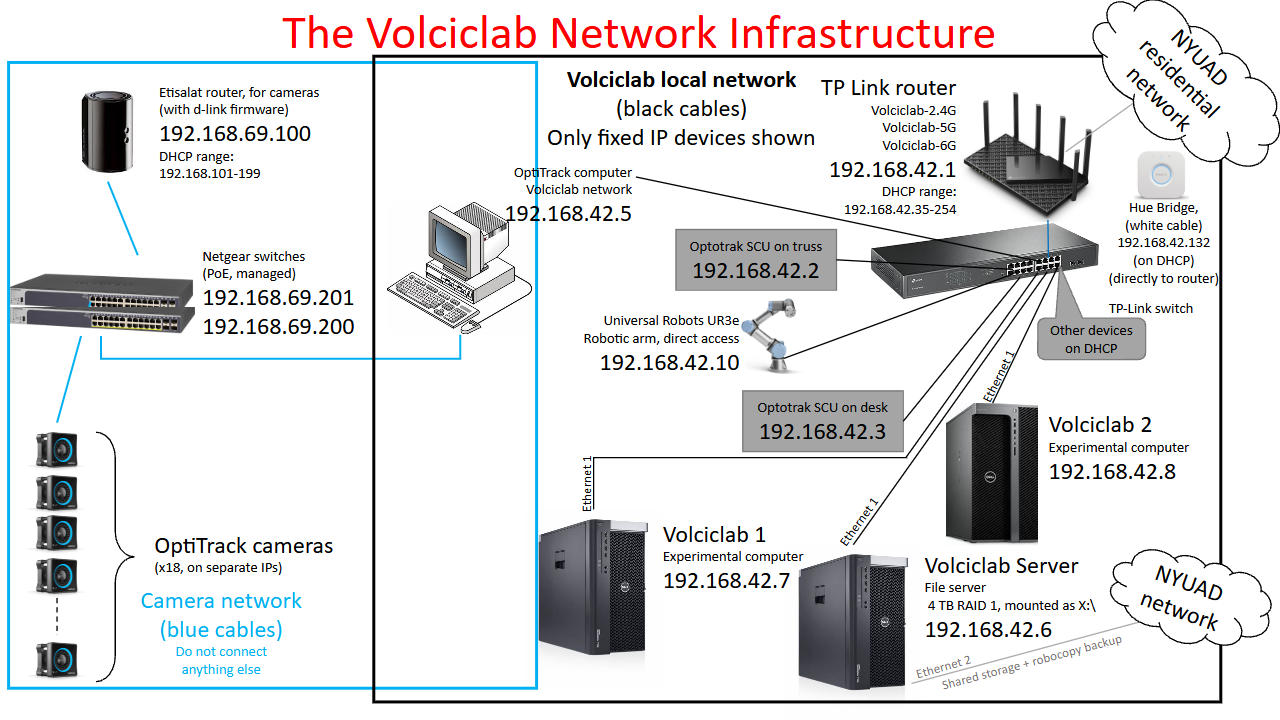 The Volciclab Network Infrastructure
Etisalat router, for cameras
(with d-link firmware)
192.168.69.100
DHCP range:
192.168.101-199
Netgear switches
(PoE, managed)
192.168.69.201
192.168.69.200
OptiTrack cameras
(x18, on separate IPs)
Camera network
(blue cables)
Do not connect
anything else
Volciclab local network
(black cables)
Only fixed IP devices shown
OptiTrack computer
Volciclab network
192.168.42.5
TP Link router
Volciclab-2.4G
Volciclab-5G
Volciclab-6G
192.168.42.1
DHCP range:
192.168.42.35-254
NYUAD
residential
network
Hue Bridge,
(white cable)
192.168.42.132
(on DHCP)
(directly to router)
TP-Link switch
Optotrak SCU on truss
192.168.42.2
Universal Robots UR3e
Robotic arm, direct access
192.168.42.10
Other devices
on DHCP
Optotrak SCU on desk
192.168.42.3
Ethernet 1
Volciclab 2
Experimental computer
192.168.42.8
Ethernet 1
Volciclab 1
Experimental computer
192.168.42.7
Ethernet 1
Volciclab Server
File server
4 TB RAID 1, mounted as X:\
192.168.42.6
Ethernet 2
Shared storage + robocopy backup
NYUAD
network